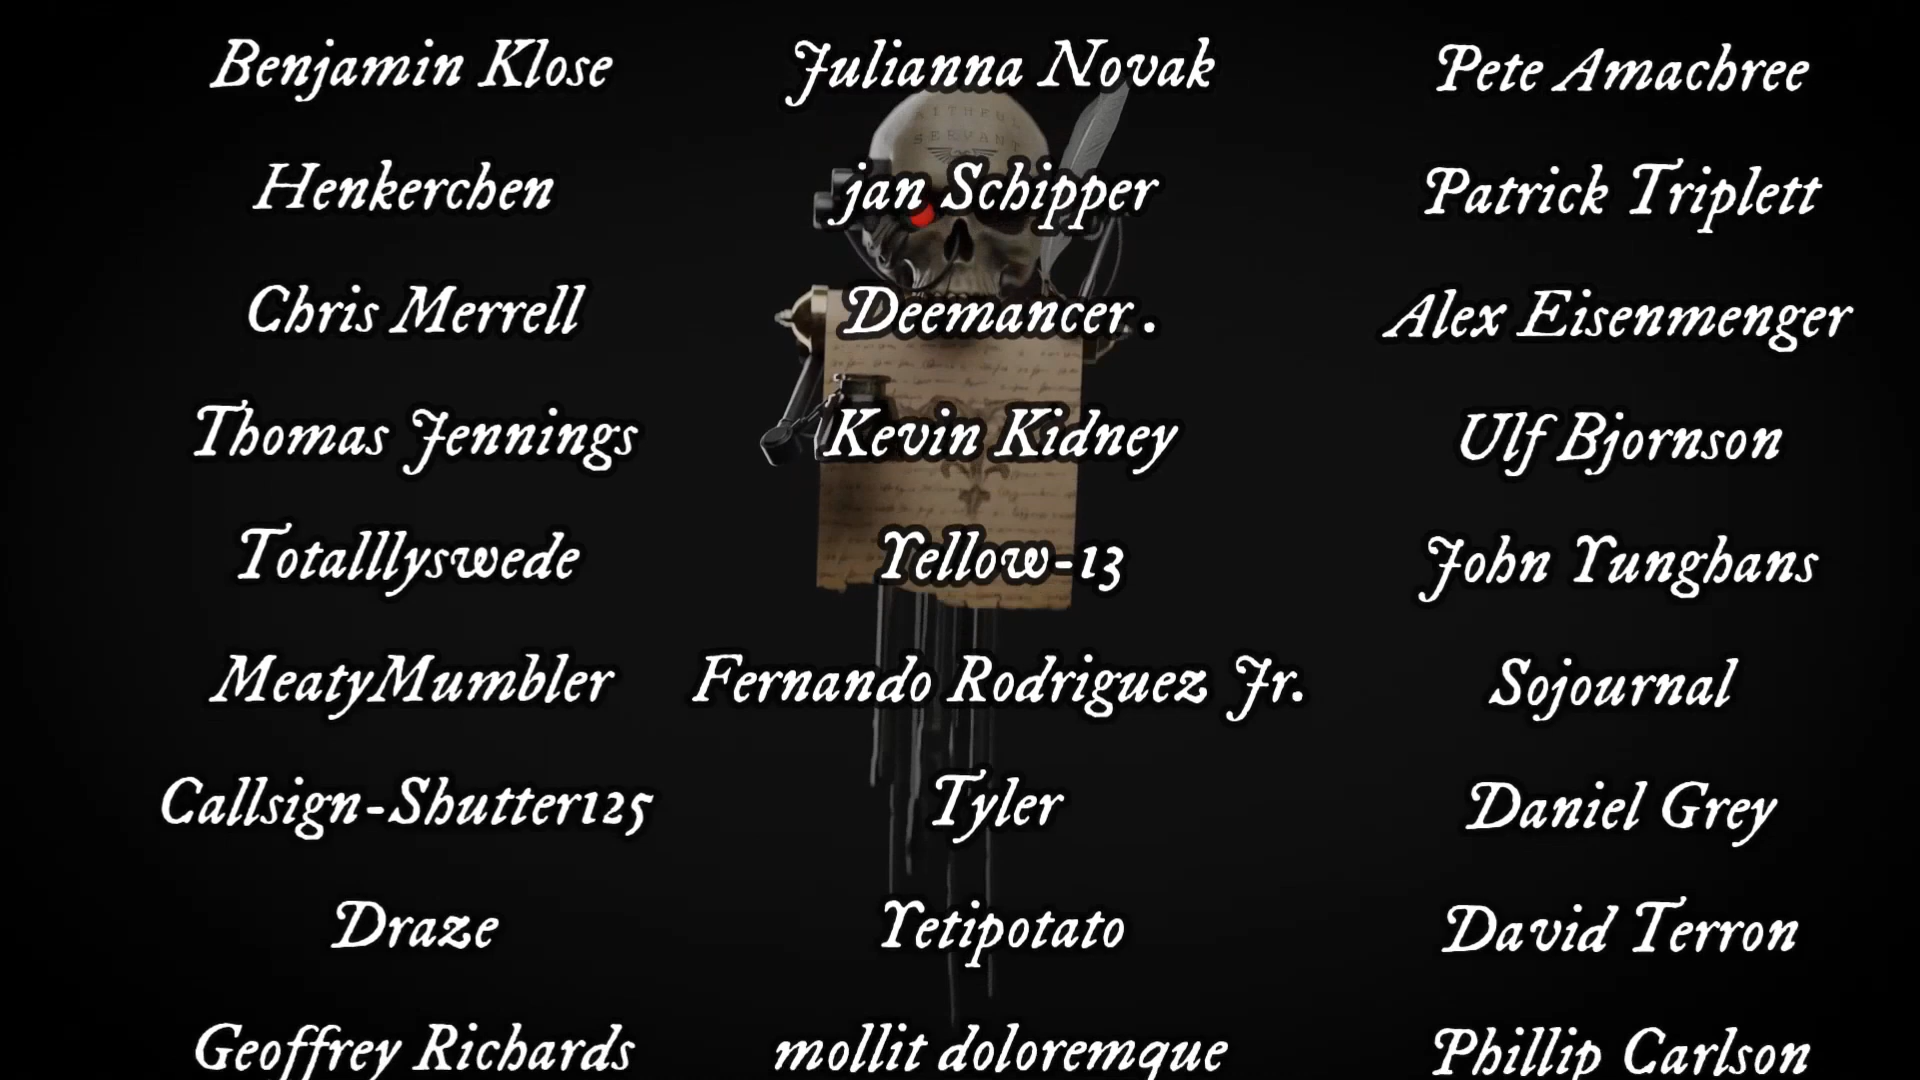 Benjamin Klose
Henkerchen
Chris Merrell
Thomas Jennings
Totalllyswede
MeatyMumbler
Callsign-Shutter125
Draze
Geoffrey Richards
Julianna Novak
AITHFUL
SERVANT
jan Schipper
Deemancer .
Kevin Kidney
Yellow-13
Fernando Rodriguez Jr.
Tyler
Yetipotato
mollit doloremque
Pete Amachree
Patrick Triplett
Alex Eisenmenger
Ulf Bjornson
John Yunghans
Sojournal
Daniel Grey
David Terron
Phillip Carlson